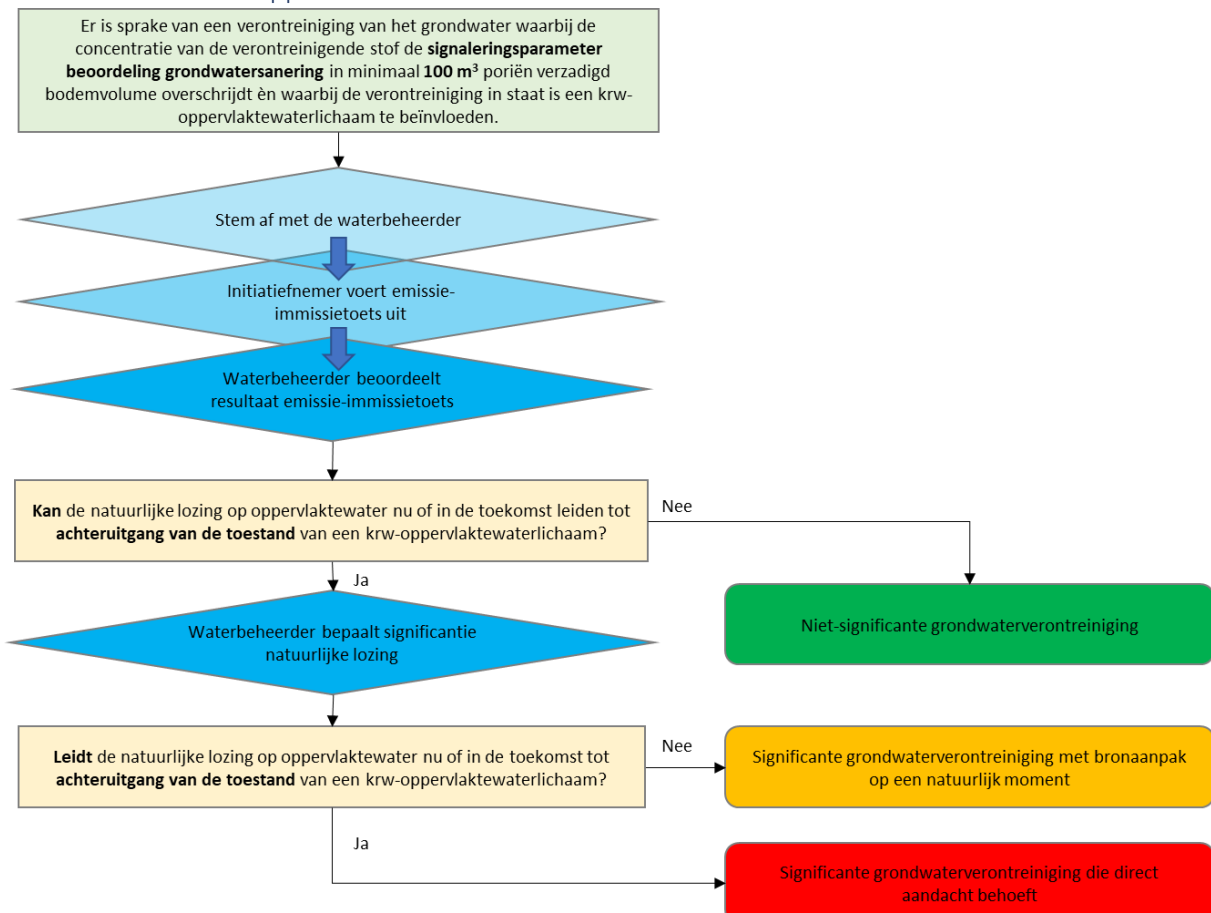 Er is sprake van een verontreiniging van het grondwater waarbij de
concentratie van de verontreinigende stof de signaleringsparameter
beoordeling grondwatersanering in minimaal 100 m³ poriën verzadigd
bodemvolume overschrijdt èn waarbij de verontreiniging in staat is een krw-
oppervlaktewaterlichaam te beïnvloeden.
Stem af met de waterbeheerder
Initiatiefnemer voert emissie-
immissietoets uit
Waterbeheerder beoordeelt
resultaat emissie-immissietoets
Kan de natuurlijke lozing op oppervlaktewater nu of in de toekomst leiden tot
achteruitgang van de toestand van een krw-oppervlaktewaterlichaam?
Nee
Ja
Niet-significante grondwaterverontreiniging
Waterbeheerder bepaalt significantie
natuurlijke lozing
Leidt de natuurlijke lozing op oppervlaktewater nu of in de toekomst tot
achteruitgang van de toestand van een krw-oppervlaktewaterlichaam?
Nee
Significante grondwaterverontreiniging met bronaanpak
op een natuurlijk moment
Ja
Significante grondwaterverontreiniging die direct
aandacht behoeft